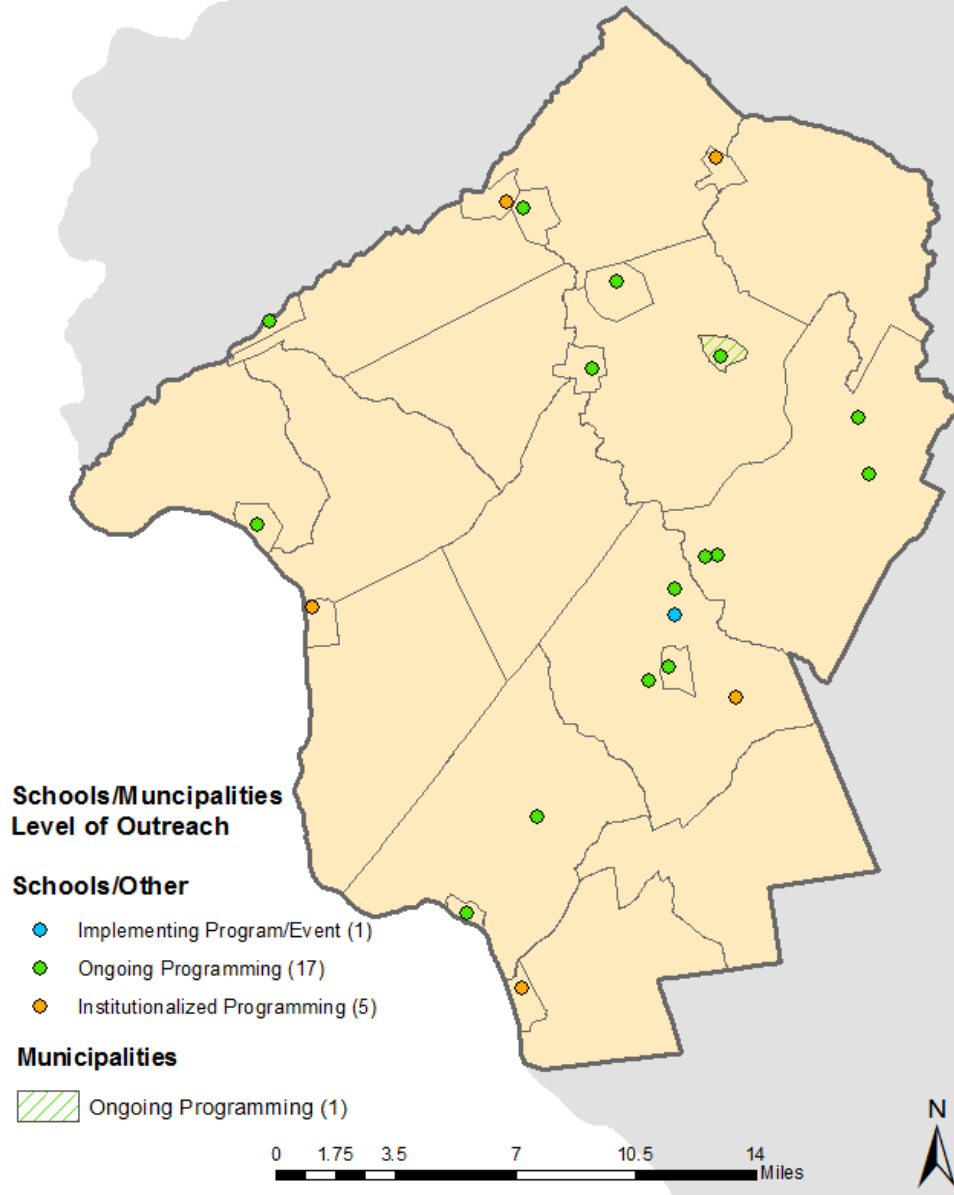 Schools/Muncipalities
Level of Outreach
Schools/Other
Implementing Program/Event (1)
Ongoing Programming (17)
Institutionalized Programming (5)
Municipalities
Ongoing Programming (1)
N
0 1.75 3.5 7 10.5 14
Miles